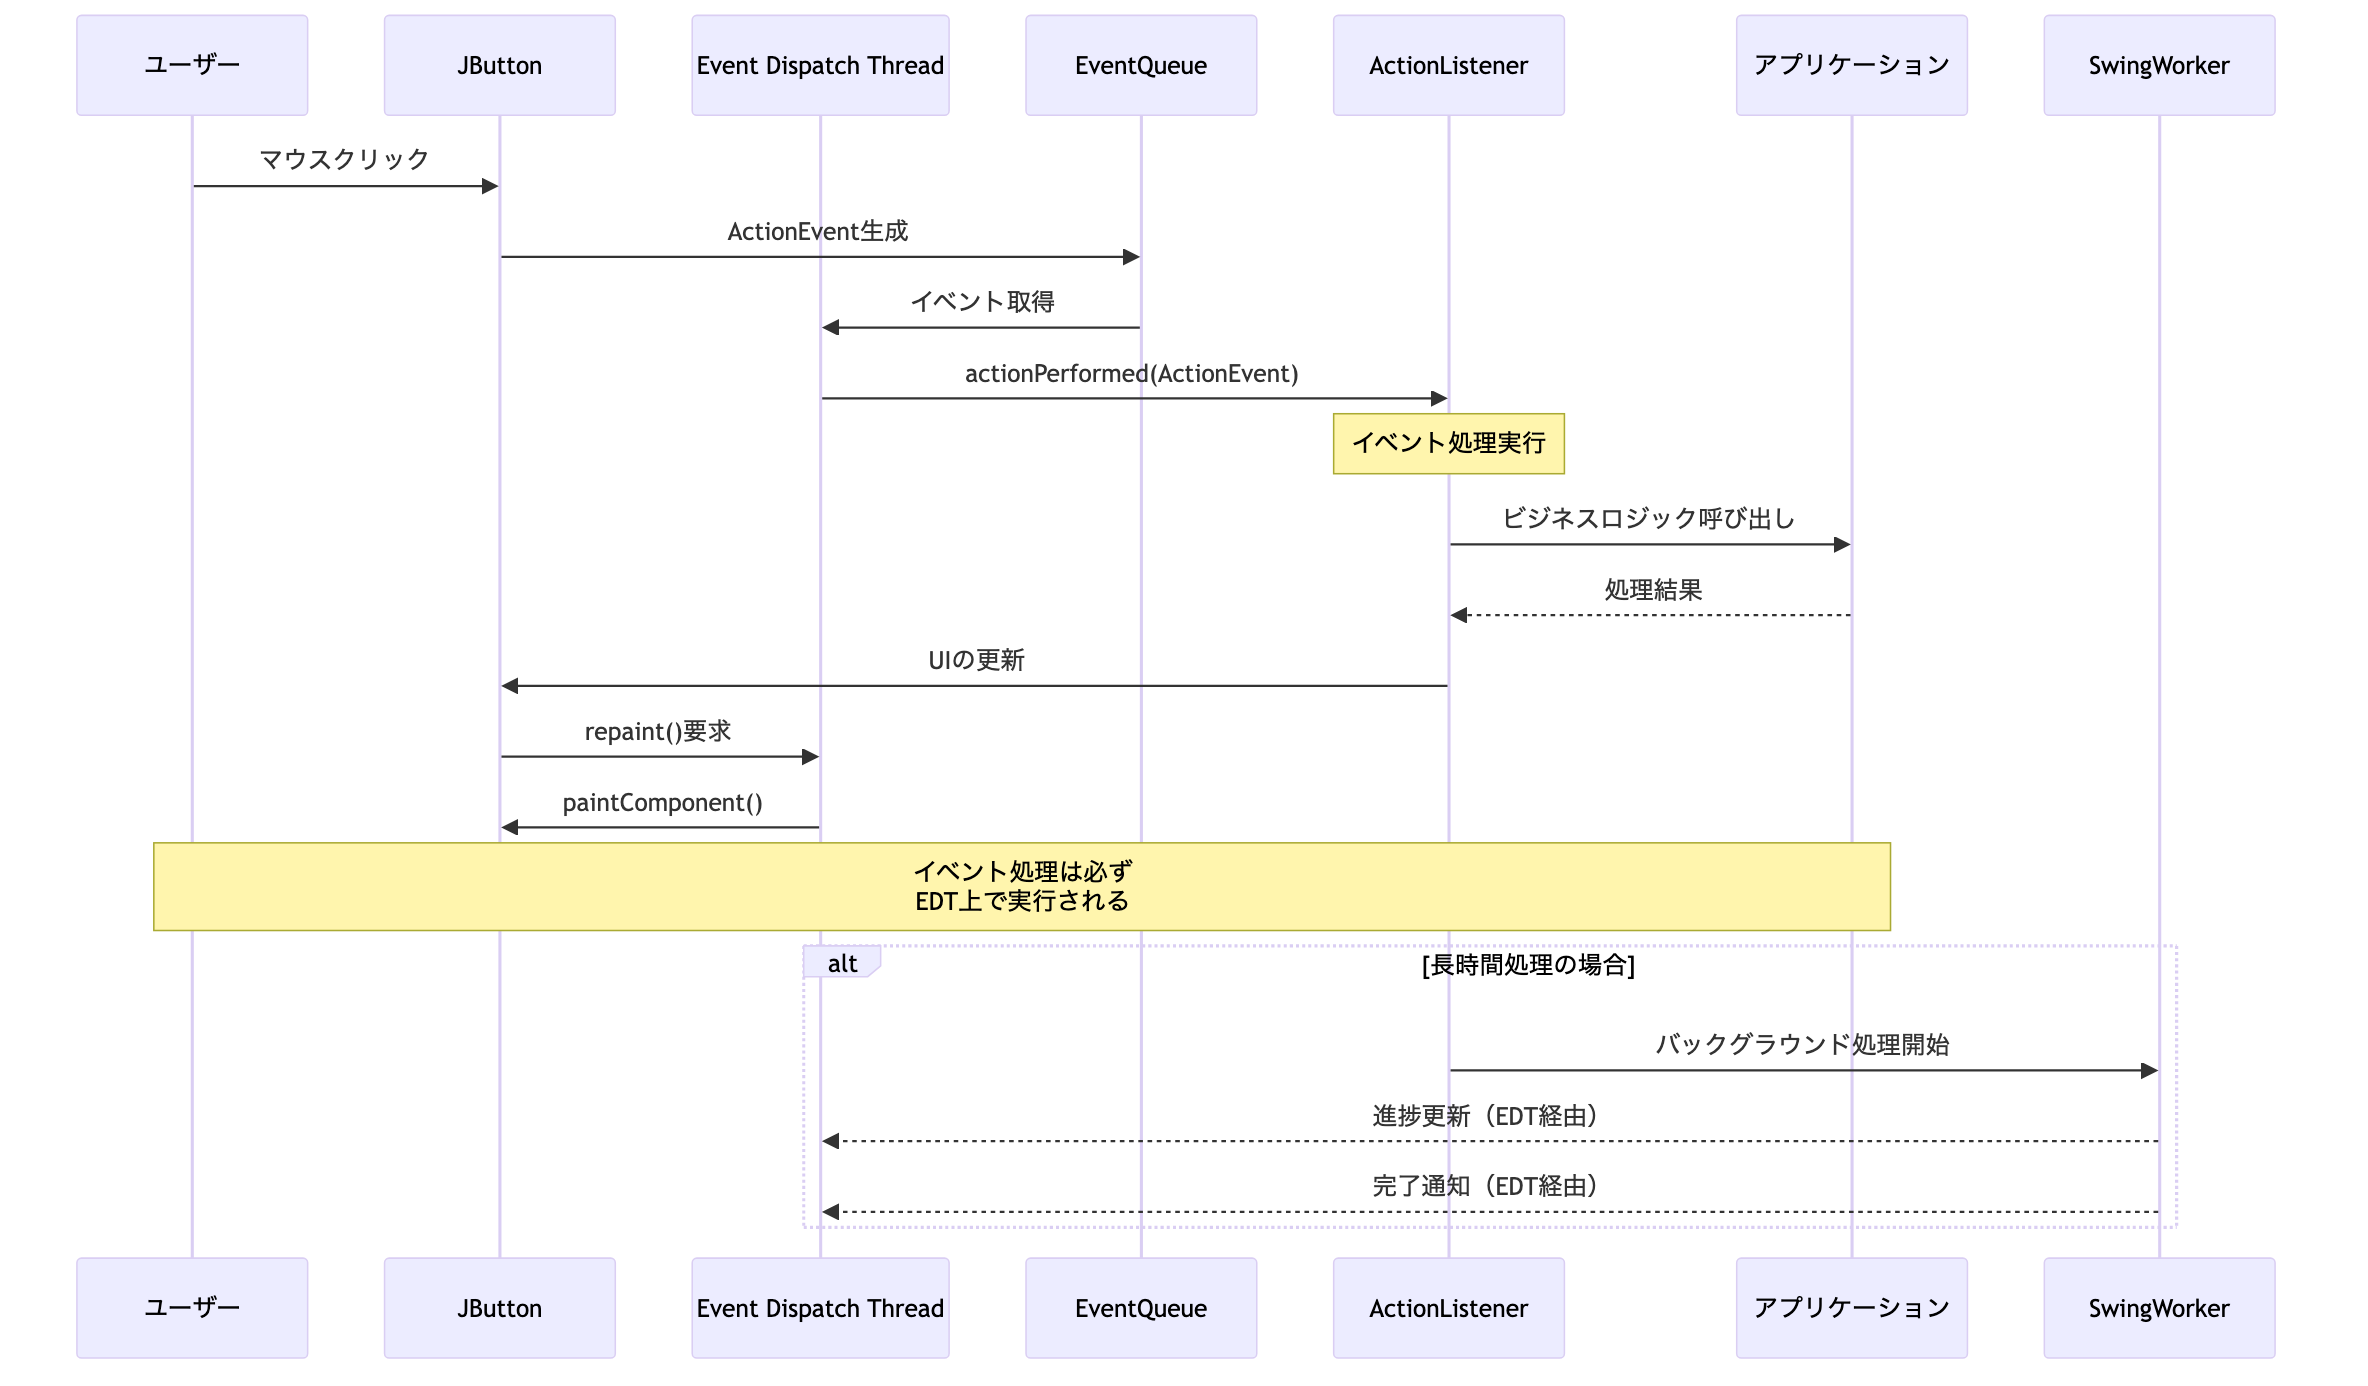 ユーザー
JButton
Event Dispatch Thread
EventQueue
ActionListener
アプリケーション
SwingWorker
マウスクリック
ActionEvent生成
イベント取得
actionPerformed(ActionEvent)
イベント処理実行
ビジネスロジック呼び出し
処理結果
UIの更新
repaint()要求
paintComponent()
イベント処理は必ず
EDT上で実行される
alt
[長時間処理の場合]
バックグラウンド処理開始
進捗更新（EDT経由）
完了通知（EDT経由）
ユーザー
JButton
Event Dispatch Thread
EventQueue
ActionListener
アプリケーション
SwingWorker